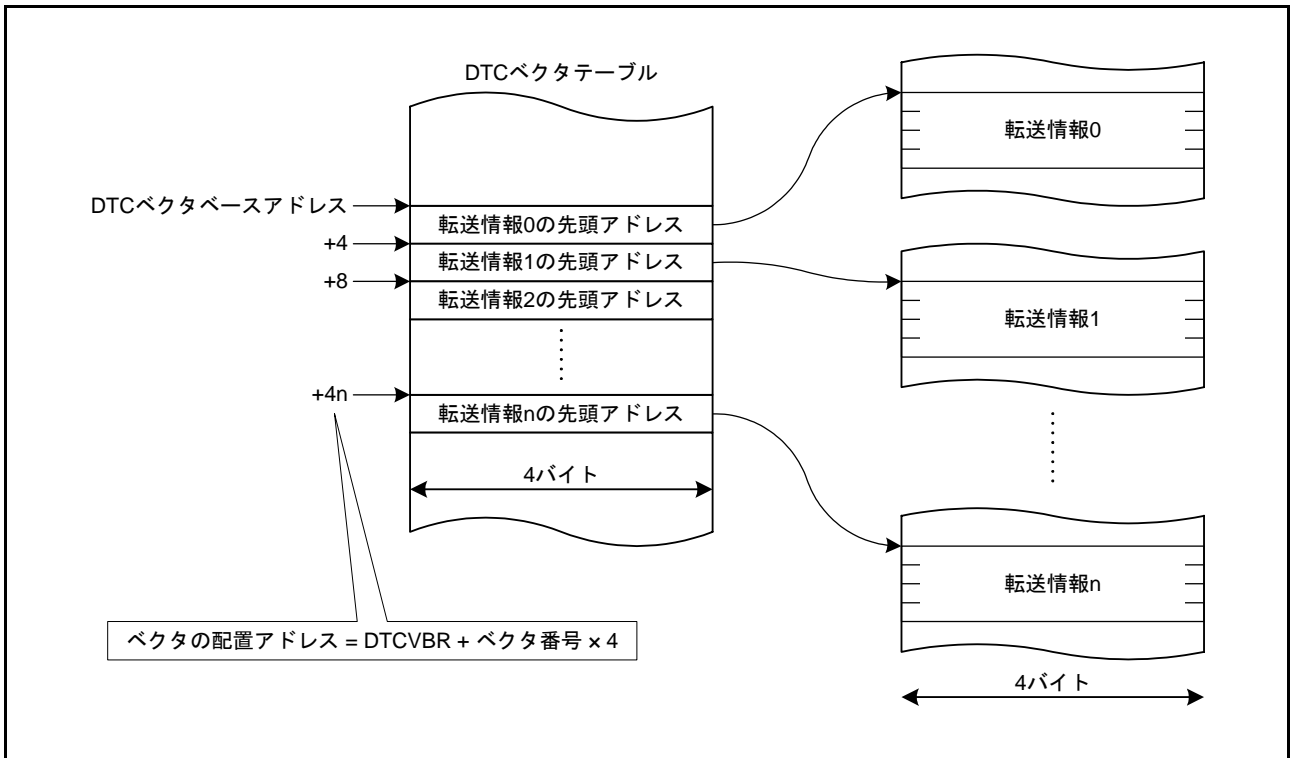 DTCベクタテーブル
DTCベクタベースアドレス
転送情報0の先頭アドレス
+4
転送情報1の先頭アドレス
+8
転送情報2の先頭アドレス
+4n
転送情報nの先頭アドレス
4バイト
ベクタの配置アドレス = DTCVBR + ベクタ番号 × 4
転送情報0
転送情報1
転送情報n
4バイト